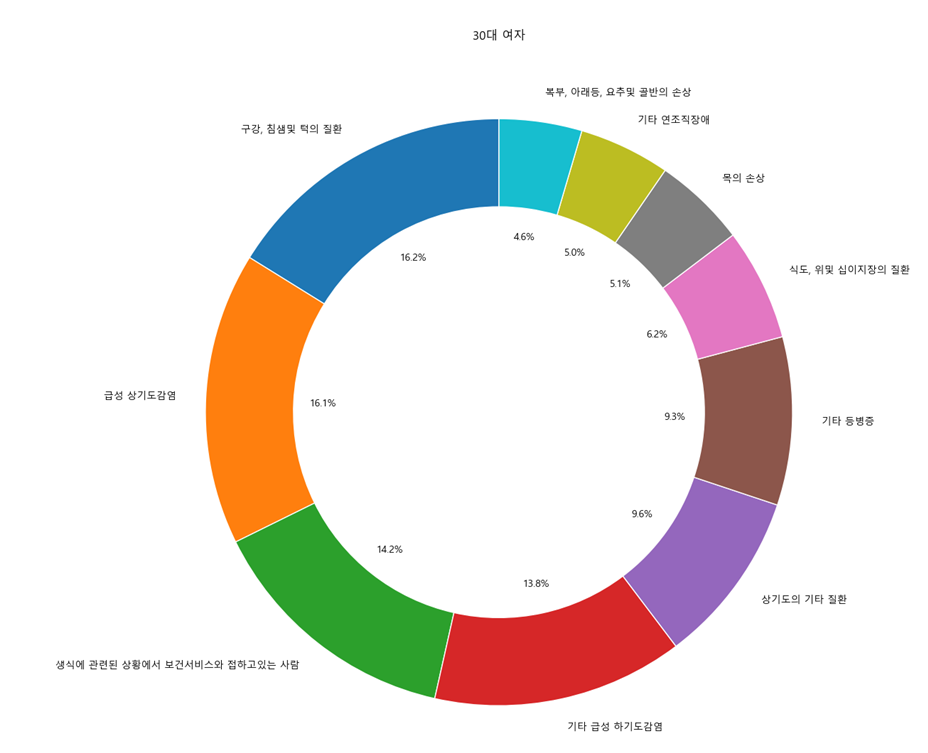 30대 여자
복부, 아래등, 요추및 골반의 손상
기타 연조직장애
구강, 침샘및 턱의 질환
목의 손상
4.6%
5.0%
16.2%
식도, 위및 십이지장의 질환
5.1%
6.2%
급성 상기도감염
16.1%
9.3%
기타 등병증
9.6%
14.2%
13.8%
상기도의 기타 질환
생식에 관련된 상황에서 보건서비스와 접하고있는 사람
기타 급성 하기도감염